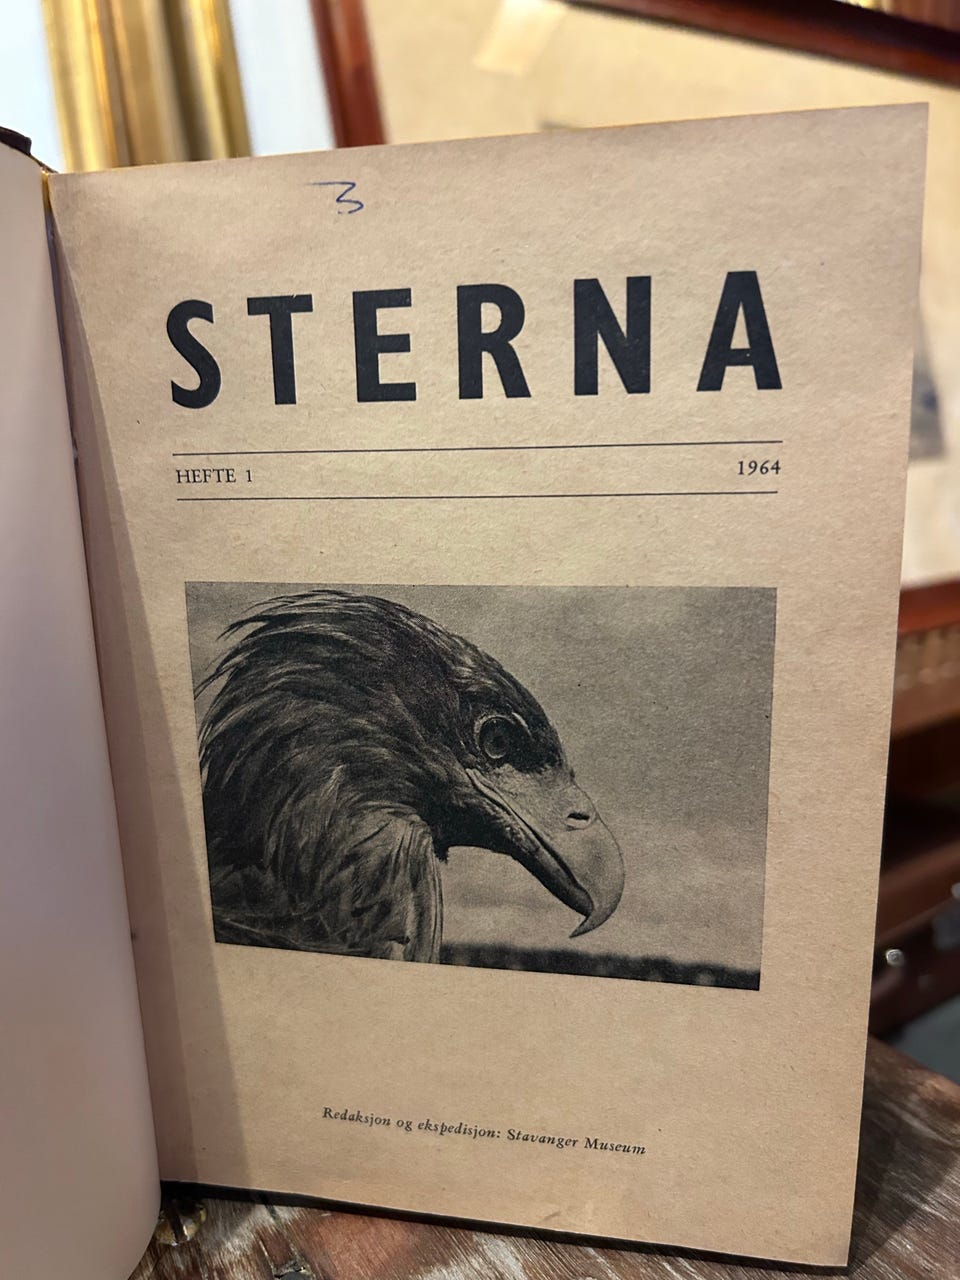 3
STERNA
HEFTE 1 1964
Redaksjon og ekspedisjon: Stavanger Museum